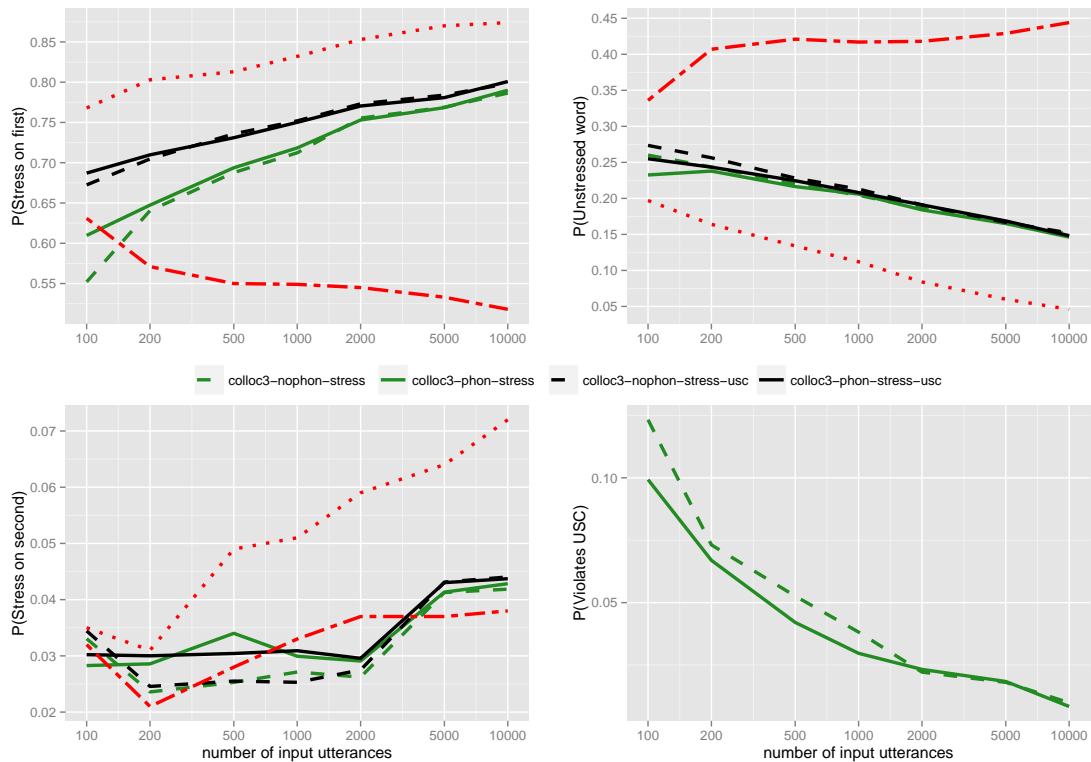 P(Stress on first)
0.85
0.80
0.75
0.70
0.65
0.60
0.55
100 200 500 1000 2000 5000 10000
P(Unstressed word)
0.45
0.40
0.35
0.30
0.25
0.20
0.15
0.10
0.05
100 200 500 1000 2000 5000 10000
colloc3−nophon−stress colloc3−phon−stress colloc3−nophon−stress−usc colloc3−phon−stress−usc
P(Stress on second)
0.07
0.06
0.05
0.04
0.03
0.02
100 200 500 1000 2000 5000 10000
number of input utterances
P(Violates USC)
0.10
0.05
100 200 500 1000 2000 5000 10000
number of input utterances